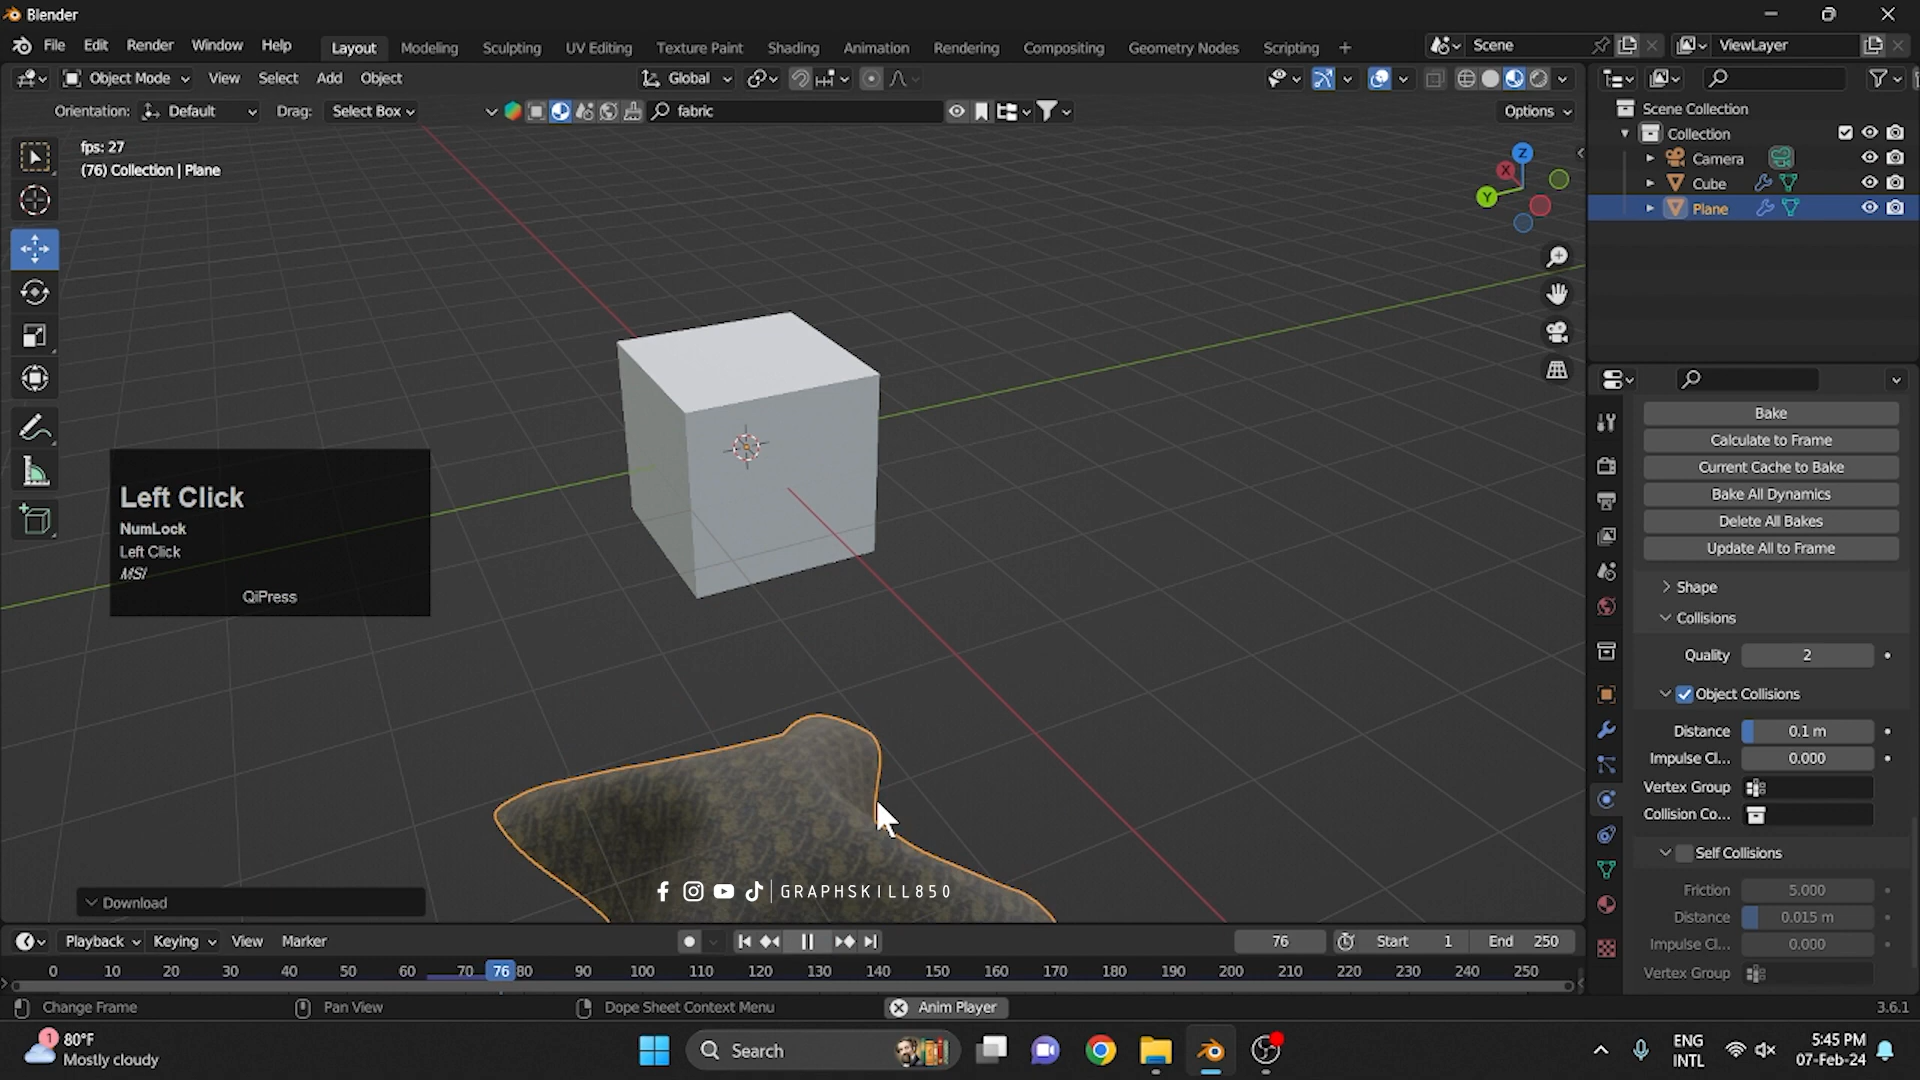 Blender
File Edit Render Window Help Layout Modeling Sculpting UV Editing Texture Paint Shading Animation Rendering Compositing Geometry Nodes Scripting + Scene ViewLayer
Object Mode View Select Add Object Global
Orientation: Default Drag: Select Box fabric Options
fps: 27
(76) Collection | Plane
Z
X
Y
Scene Collection
Collection
Camera
Cube
Plane
Bake
Calculate to Frame
Current Cache to Bake
Bake All Dynamics
Delete All Bakes
Update All to Frame
Shape
Collisions
Quality 2
Object Collisions
Distance 0.1 m
Impulse Cl... 0.000
Vertex Group
Collision Co...
Self Collisions
Friction 5.000
Distance 0.015 m
Impulse Cl... 0.000
Vertex Group
Left Click
NumLock
Left Click
MSI
QiPress
GRAPHSKILL850
Download
Playback Keying View Marker 76 Start 1 End 250
0 10 20 30 40 50 60 70 76 80 90 100 110 120 130 140 150 160 170 180 190 200 210 220 230 240 250
Change Frame Pan View Dope Sheet Context Menu Anim Player 3.6.1
1 80°F
Mostly cloudy
Search
ENG
INTL
5:45 PM
07-Feb-24